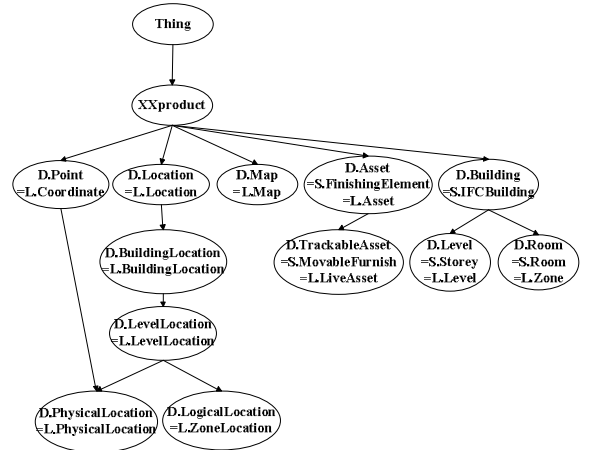 Thing
XXproduct
D.Point
=L.Coordinate
D.Location
=L.Location
D.Map
=L.Map
D.Asset
=S.FinishingElement
=L.Asset
D.Building
=S.IFCBuilding
D.BuildingLocation
=L.BuildingLocation
D.TrackableAsset
=S.MovableFurnish
=L.LiveAsset
D.Level
=S.Storey
=L.Level
D.Room
=S.Room
=L.Zone
D.LevelLocation
=L.LevelLocation
D.PhysicalLocation
=L.PhysicalLocation
D.LogicalLocation
=L.ZoneLocation